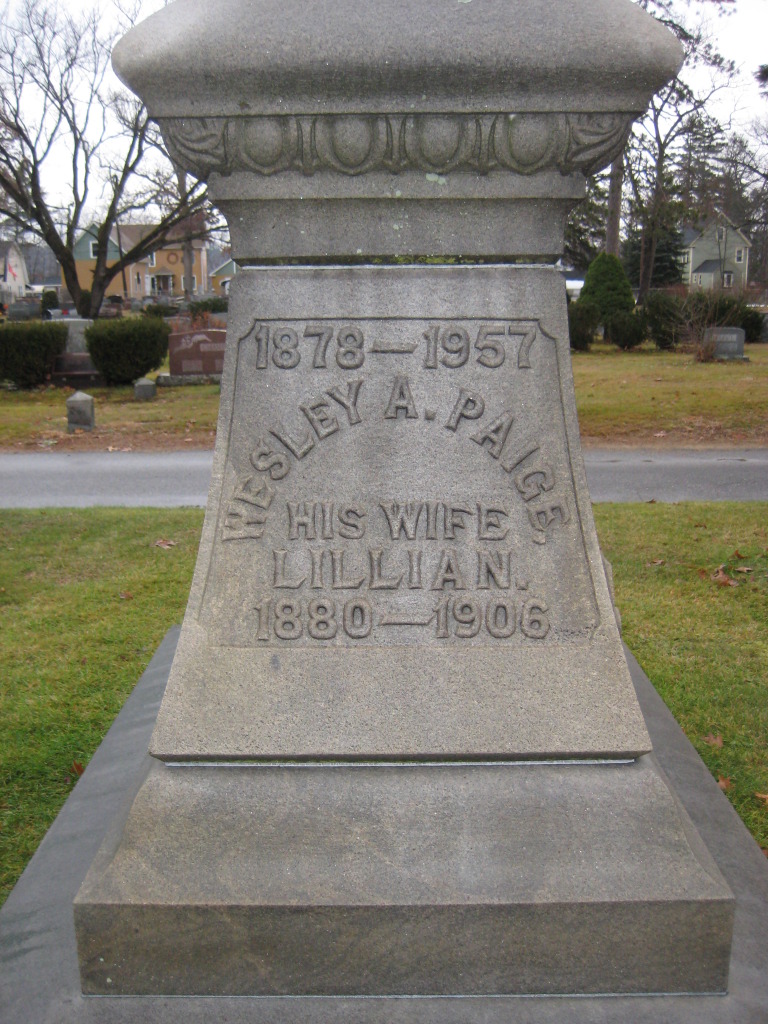 1878—1957
WESLEY A. PAIGE.
HIS WIFE
LILLIAN.
1880—1906